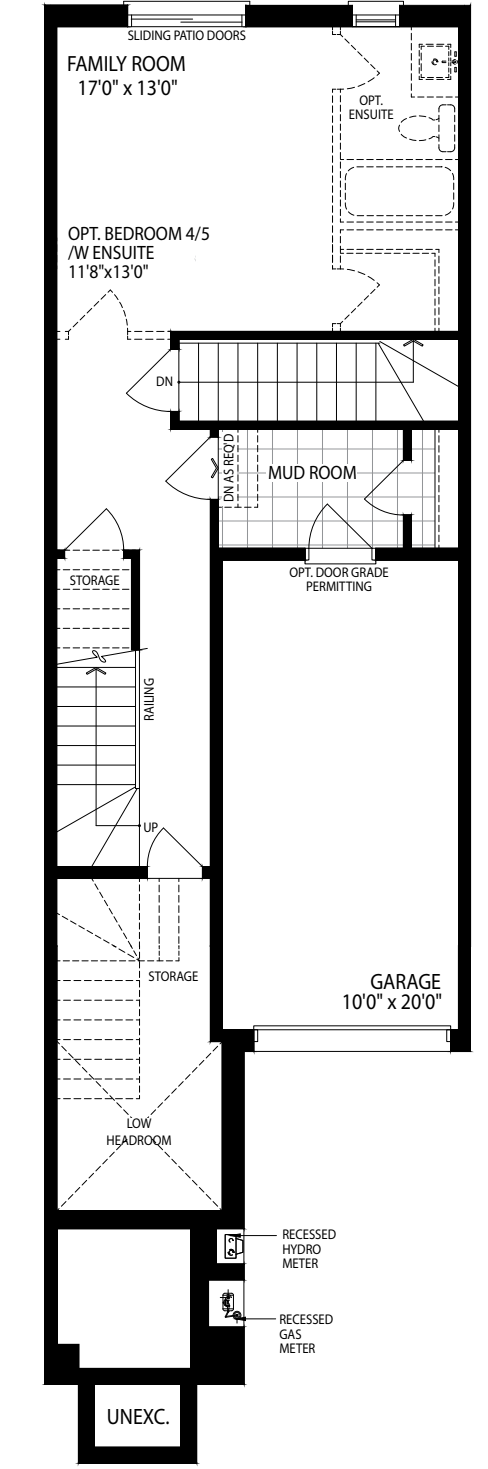 SLIDING PATIO DOORS
FAMILY ROOM
17'0" x 13'0"
OPT.
ENSUITE
OPT. BEDROOM 4/5
/W ENSUITE
11'8"x13'0"
DN
DN AS REQ'D
MUD ROOM
OPT. DOOR GRADE
PERMITTING
STORAGE
RAILING
UP
STORAGE
GARAGE
10'0" x 20'0"
LOW
HEADROOM
RECESSED
HYDRO
METER
RECESSED
GAS
METER
UNEXC.